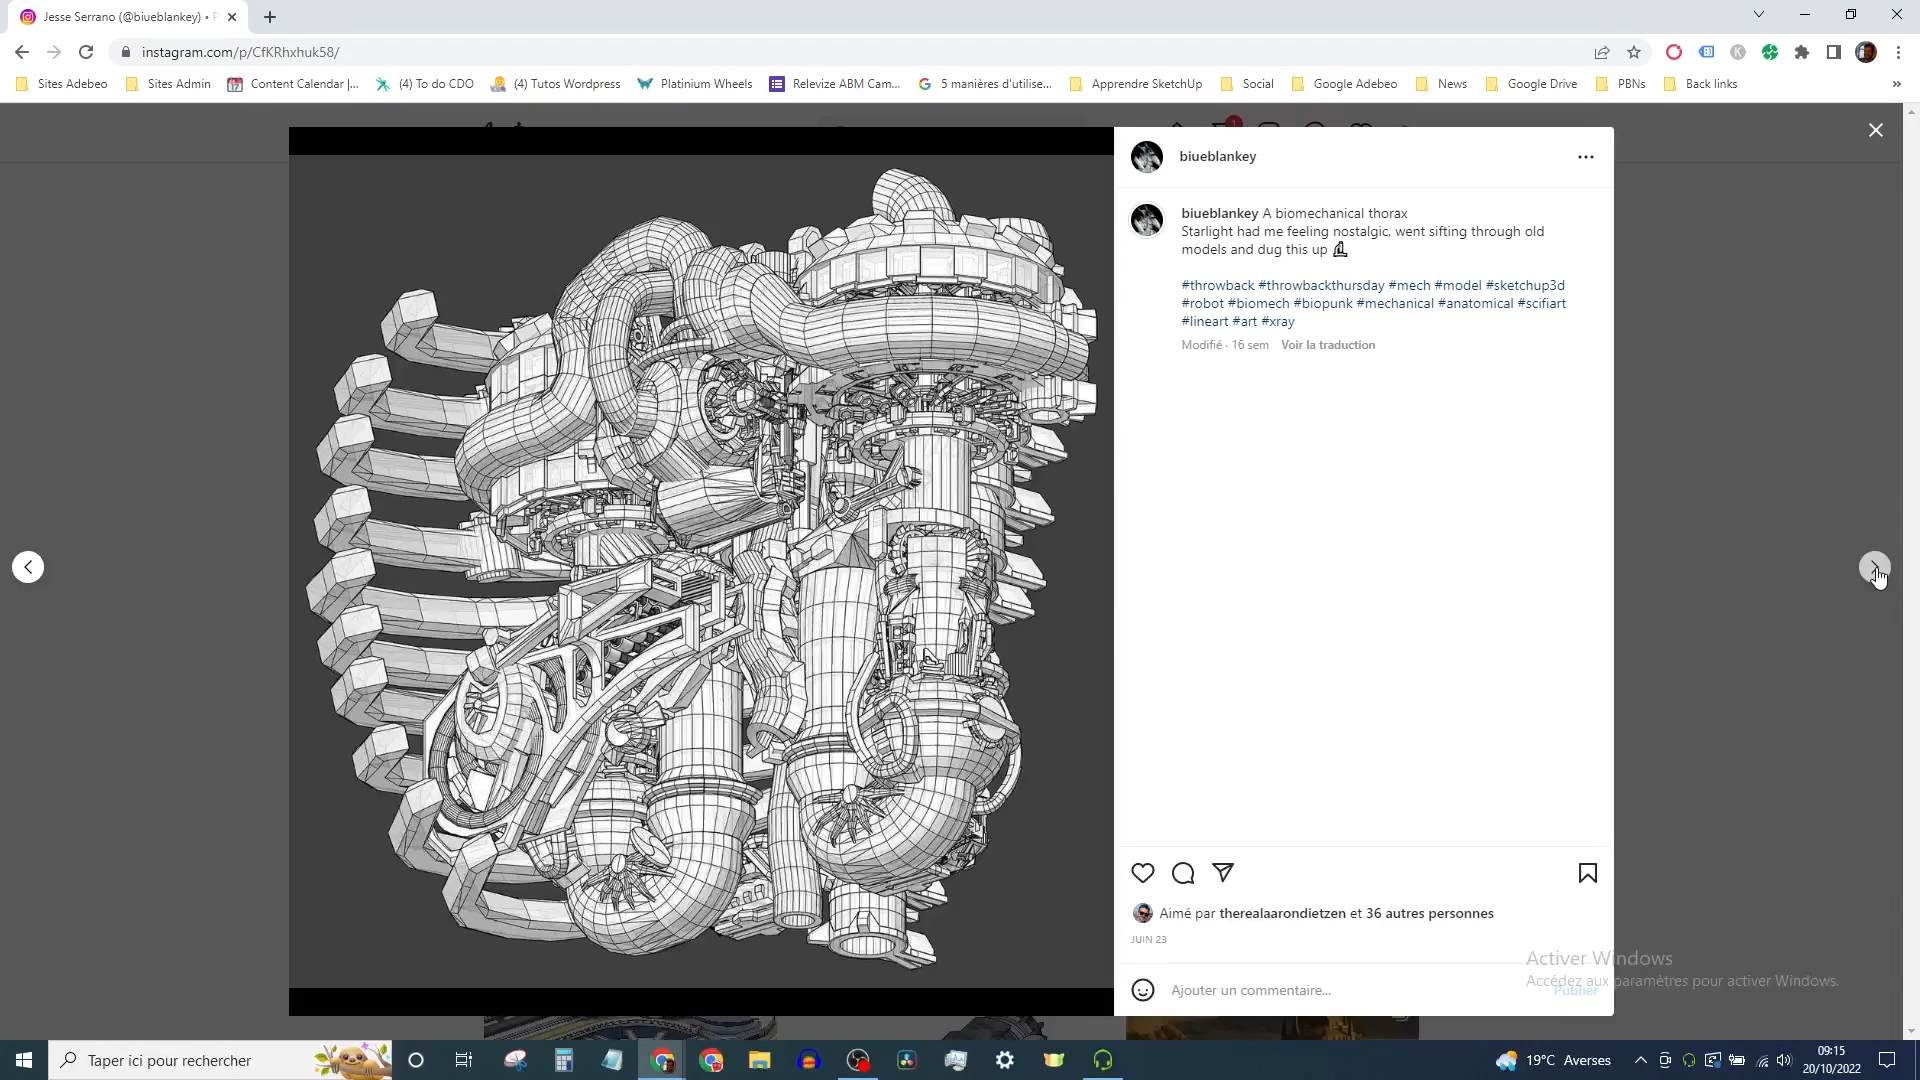 Jesse Serrano (@biueblankey) •
instagram.com/p/CfKRhxhuk58/
Sites Adebeo
Sites Admin
Content Calendar |...
(4) To do CDO
(4) Tutos Wordpress
Platinium Wheels
Relevize ABM Cam...
5 manières d'utilise...
Apprendre SketchUp
Social
Google Adebeo
News
Google Drive
PBNs
Back links
»
1
biueblankey
biueblankey A biomechanical thorax
Starlight had me feeling nostalgic, went sifting through old
models and dug this up
#throwback #throwbackthursday #mech #model #sketchup3d
#robot #biomech #biopunk #mechanical #anatomical #scifiart
#lineart #art #xray
Modifié · 16 sem Voir la traduction
Aimé par therealaarondietzen et 36 autres personnes
JUIN 23
Activer Windows
Accédez aux paramètres pour activer Windows.
Ajouter un commentaire...
Publier
Taper ici pour rechercher
19°C Averses
09:15
20/10/2022